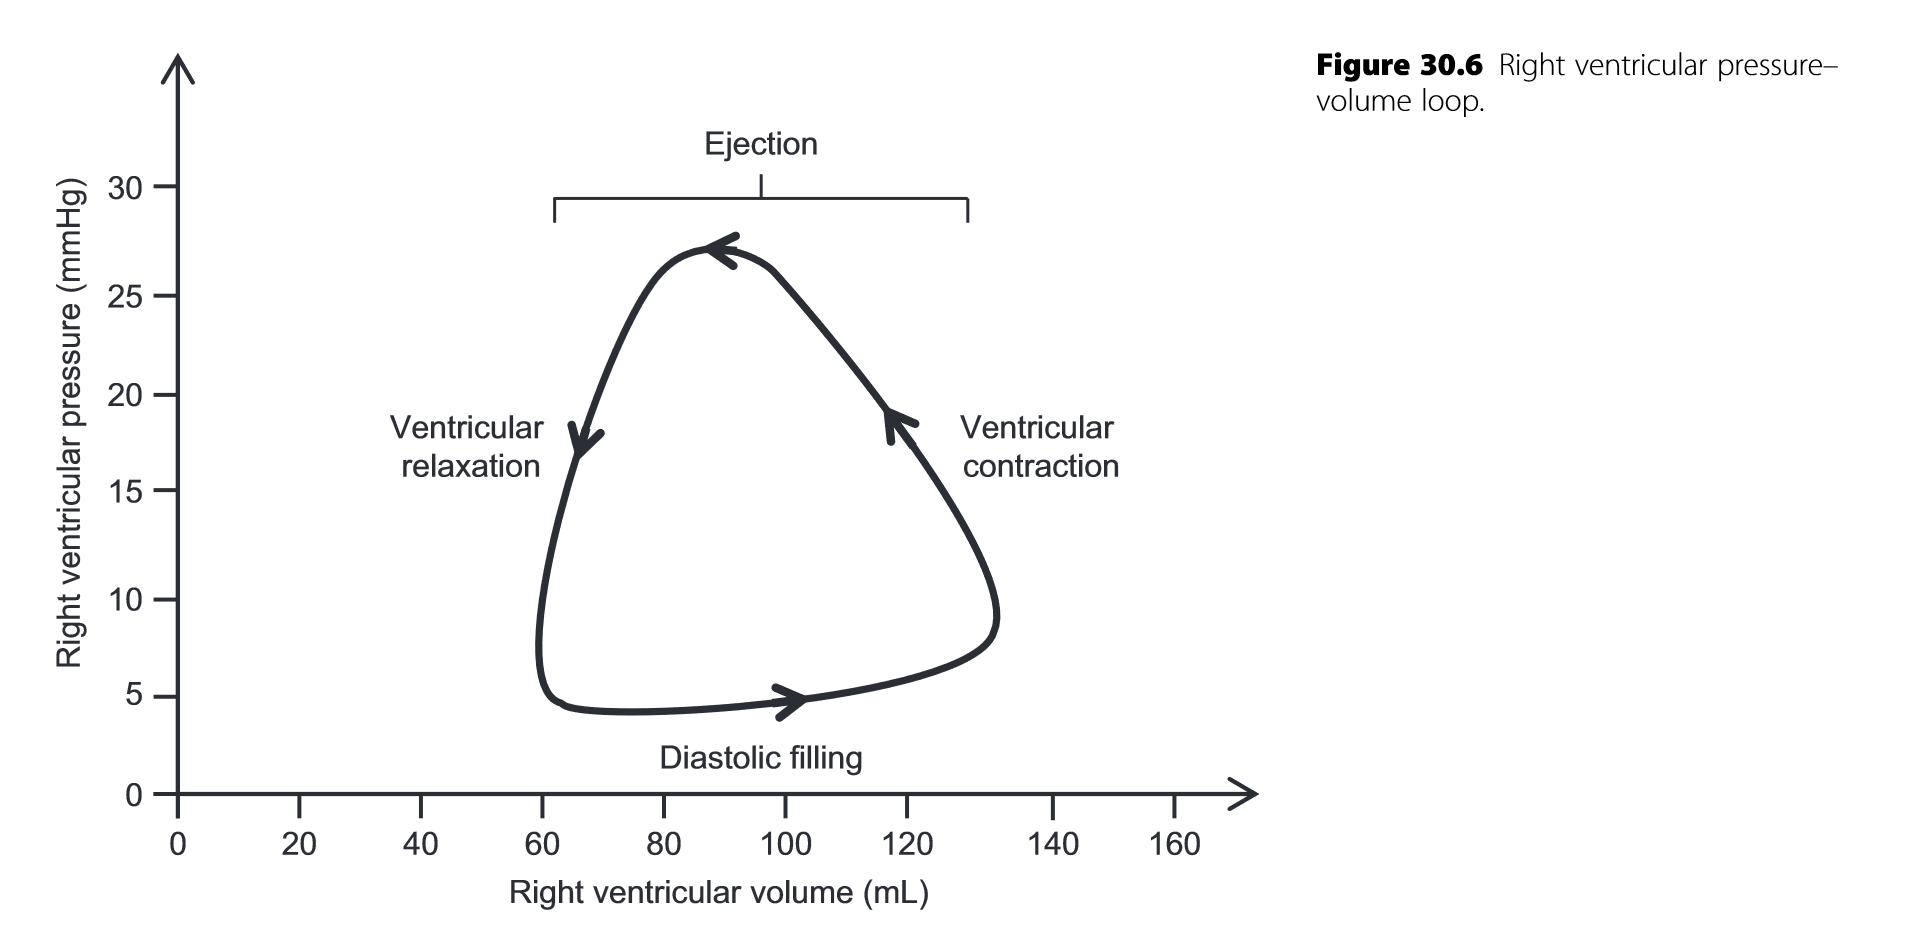 Figure 30.6 Right ventricular pressure–
volume loop.
Ejection
Right ventricular pressure (mmHg)
30
25
20
15
10
5
0
Ventricular
relaxation
Ventricular
contraction
Diastolic filling
0 20 40 60 80 100 120 140 160
Right ventricular volume (mL)